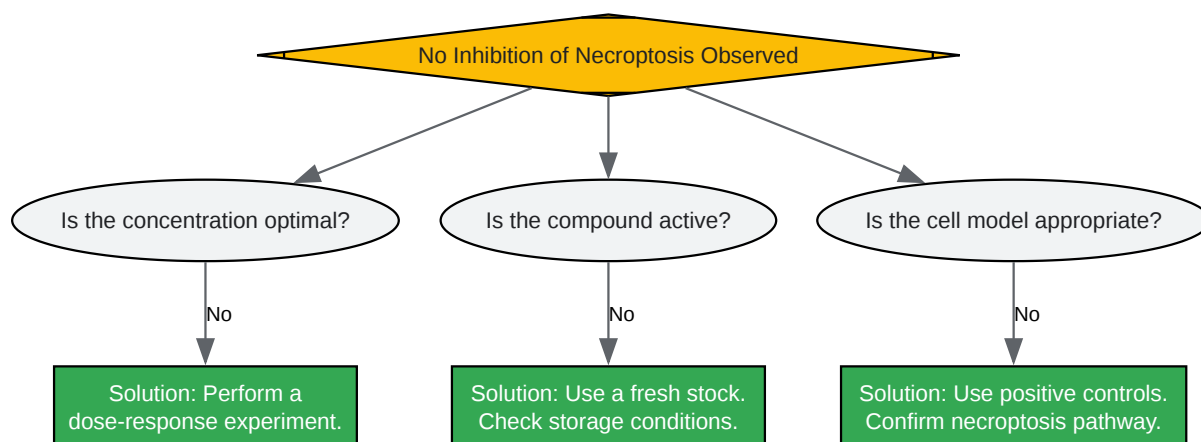 No Inhibition of Necroptosis Observed
Is the concentration optimal?
Is the compound active?
Is the cell model appropriate?
No
No
No
Solution: Perform a
dose-response experiment.
Solution: Use a fresh stock.
Check storage conditions.
Solution: Use positive controls.
Confirm necroptosis pathway.